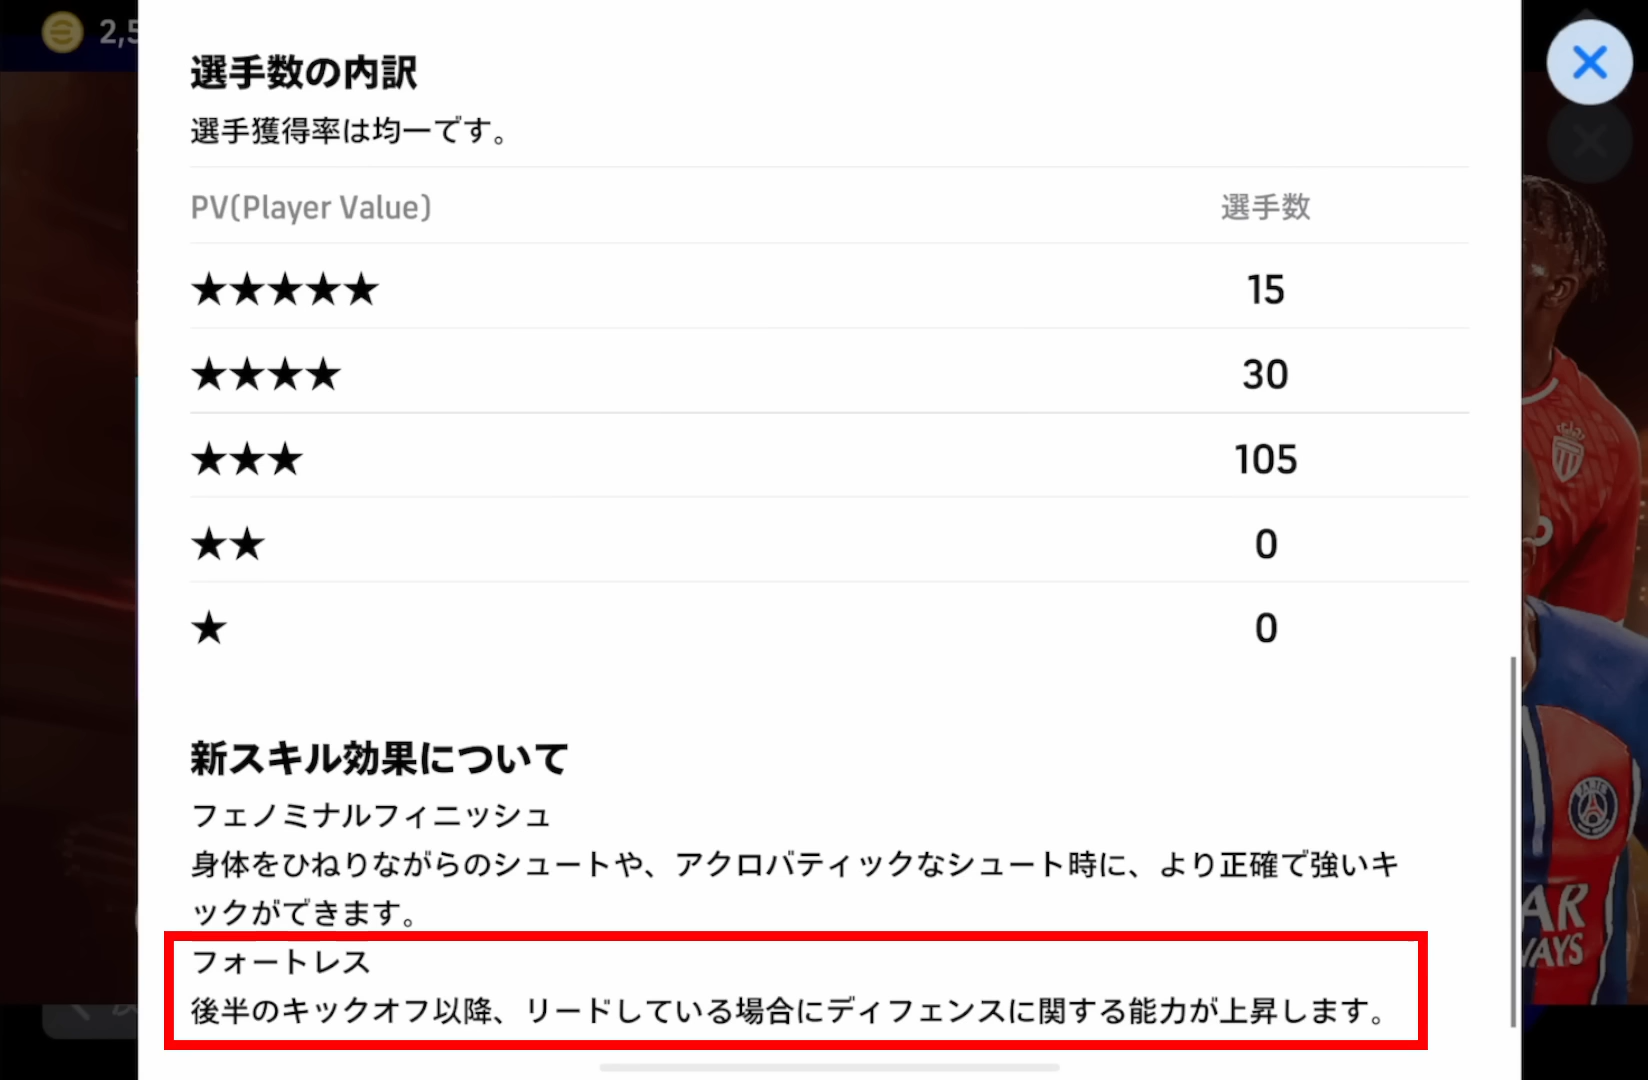 2,5
選手数の内訳
選手獲得率は均一です。
PV(Player Value) 選手数
★★★★★ 15
★★★★ 30
★★★ 105
★★ 0
★ 0
新スキル効果について
フェノミナルフィニッシュ
身体をひねりながらのシュートや、アクロバティックなシュート時に、より正確で強いキ
ックができます。
フォートレス
後半のキックオフ以降、リードしている場合にディフェンスに関する能力が上昇します。
PARIS
AR
WAYS